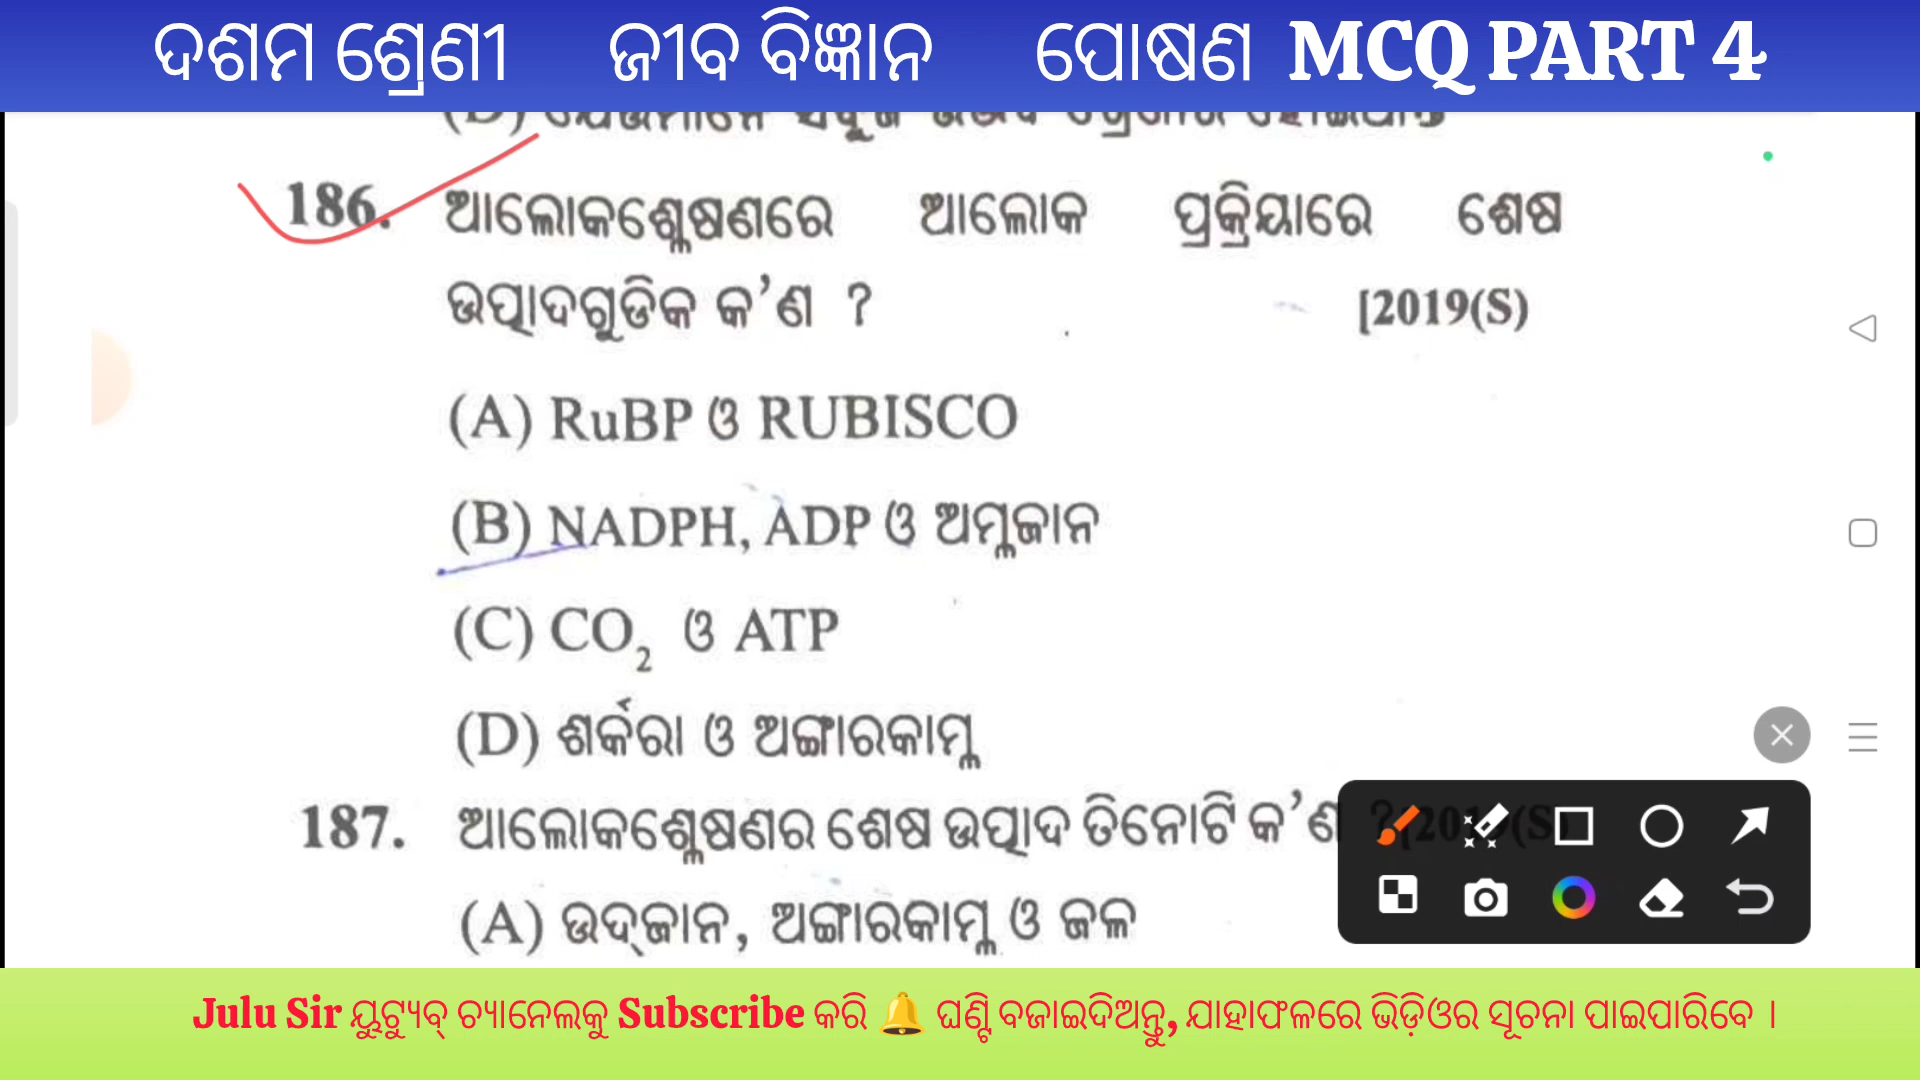 ଦଶମ ଶ୍ରେଣୀ ଜୀବ ବିଜ୍ଞାନ ପୋଷଣ MCQ PART 4
186. ଆଲୋକଶ୍ଳେଷଣରେ ଆଲୋକ ପ୍ରକ୍ରିୟାରେ ଶେଷ
ଉତ୍ପାଦଗୁଡିକ କ'ଣ ? [2019(S)
(A) RuBP ଓ RUBISCO
(B) NADPH, ADP ଓ ଅମ୍ଳଜାନ
(C) CO₂ ଓ ATP
(D) ଶର୍କରା ଓ ଅଙ୍ଗାରକାମ୍ଳ
187. ଆଲୋକଶ୍ଳେଷଣର ଶେଷ ଉତ୍ପାଦ ତିନୋଟି କ'ଣ ? [2019(S
(A) ଉଦ୍‌ଜାନ, ଅଙ୍ଗାରକାମ୍ଳ ଓ ଜଳ
Julu Sir ୟୁଟ୍ୟୁବ୍ ଚ୍ୟାନେଲକୁ Subscribe କରି 🔔 ଘଣ୍ଟି ବଜାଇଦିଅନ୍ତୁ, ଯାହାଫଳରେ ଭିଡ଼ିଓର ସୂଚନା ପାଇପାରିବେ ।